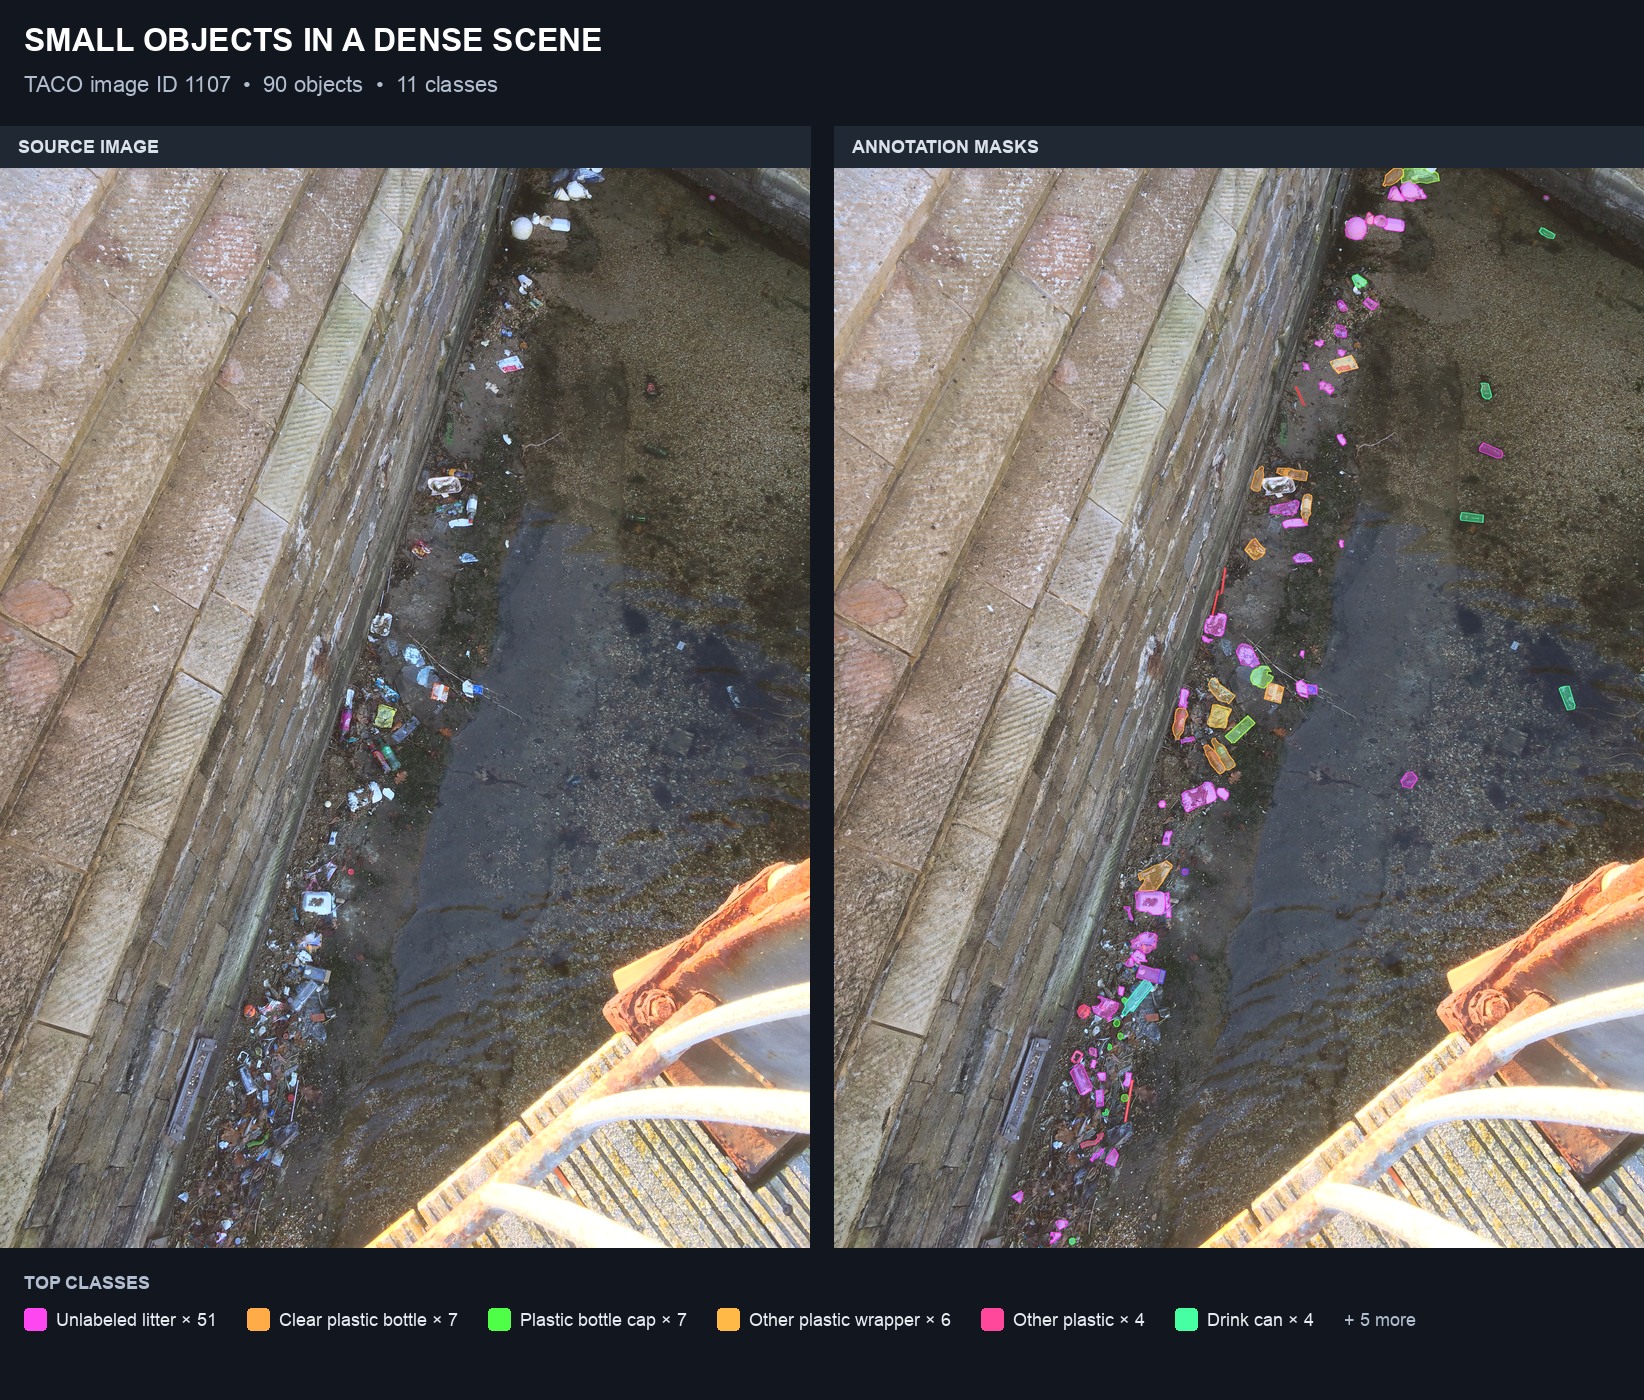 SMALL OBJECTS IN A DENSE SCENE
TACO image ID 1107 • 90 objects • 11 classes
SOURCE IMAGE
ANNOTATION MASKS
TOP CLASSES
Unlabeled litter × 51
Clear plastic bottle × 7
Plastic bottle cap × 7
Other plastic wrapper × 6
Other plastic × 4
Drink can × 4
+ 5 more